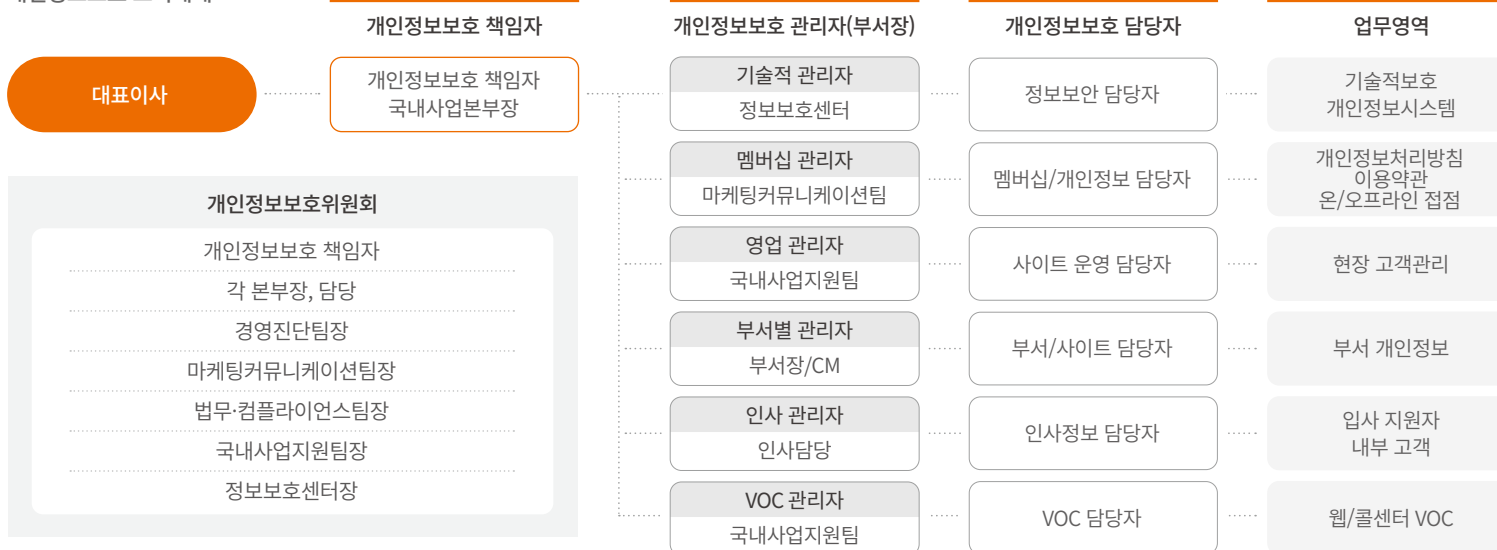 개인정보보호 책임자
개인정보보호 관리자(부서장)
개인정보보호 담당자
업무영역
대표이사
개인정보보호 책임자
국내사업본부장
기술적 관리자
정보보호센터
정보보안 담당자
기술적보호
개인정보시스템
멤버십 관리자
마케팅커뮤니케이션팀
멤버십/개인정보 담당자
개인정보처리방침
이용약관
온/오프라인 접점
영업 관리자
국내사업지원팀
사이트 운영 담당자
현장 고객관리
부서별 관리자
부서장/CM
부서/사이트 담당자
부서 개인정보
인사 관리자
인사담당
인사정보 담당자
입사 지원자
내부 고객
VOC 관리자
국내사업지원팀
VOC 담당자
웹/콜센터 VOC
개인정보보호위원회
개인정보보호 책임자
각 본부장, 담당
경영진단팀장
마케팅커뮤니케이션팀장
법무·컴플라이언스팀장
국내사업지원팀장
정보보호센터장